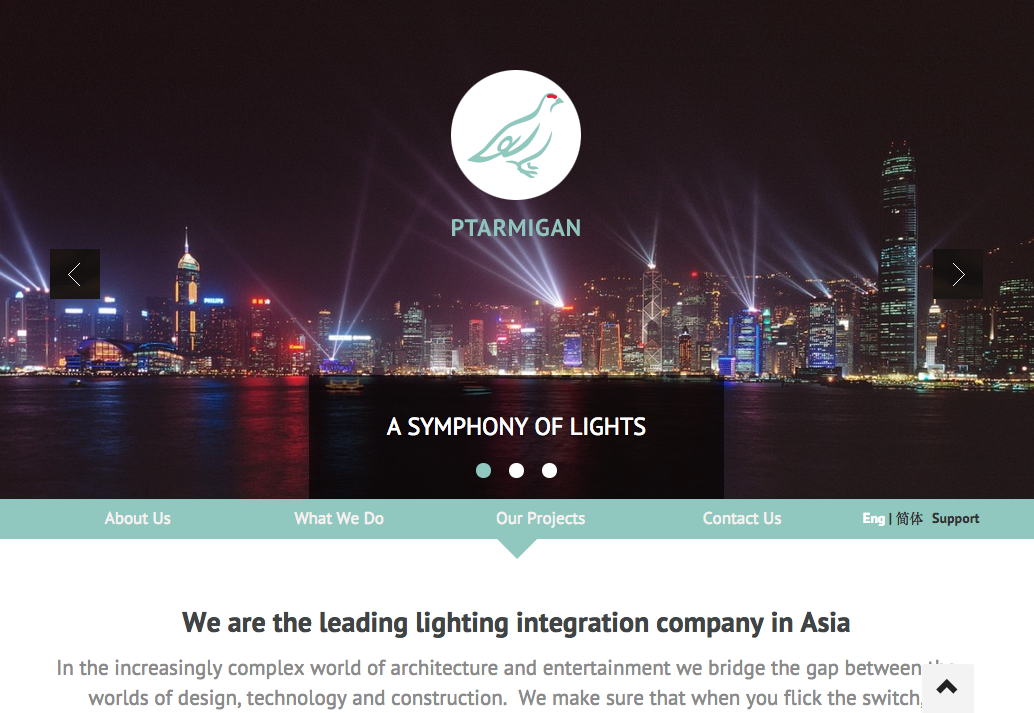 PTARMIGAN
PHILIPS
A SYMPHONY OF LIGHTS
About Us
What We Do
Our Projects
Contact Us
Eng | 简体 Support
We are the leading lighting integration company in Asia
In the increasingly complex world of architecture and entertainment we bridge the gap between the
worlds of design, technology and construction. We make sure that when you flick the switch,